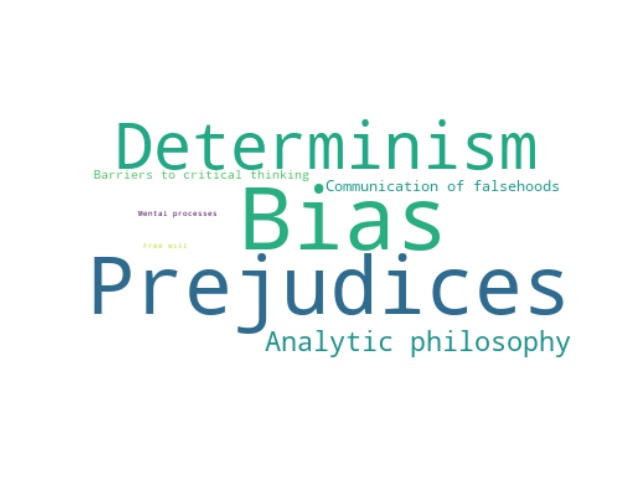 Determinism
Barriers to critical thinking
Communication of falsehoods
Bias
Mental processes
Free will
Prejudices
Analytic philosophy